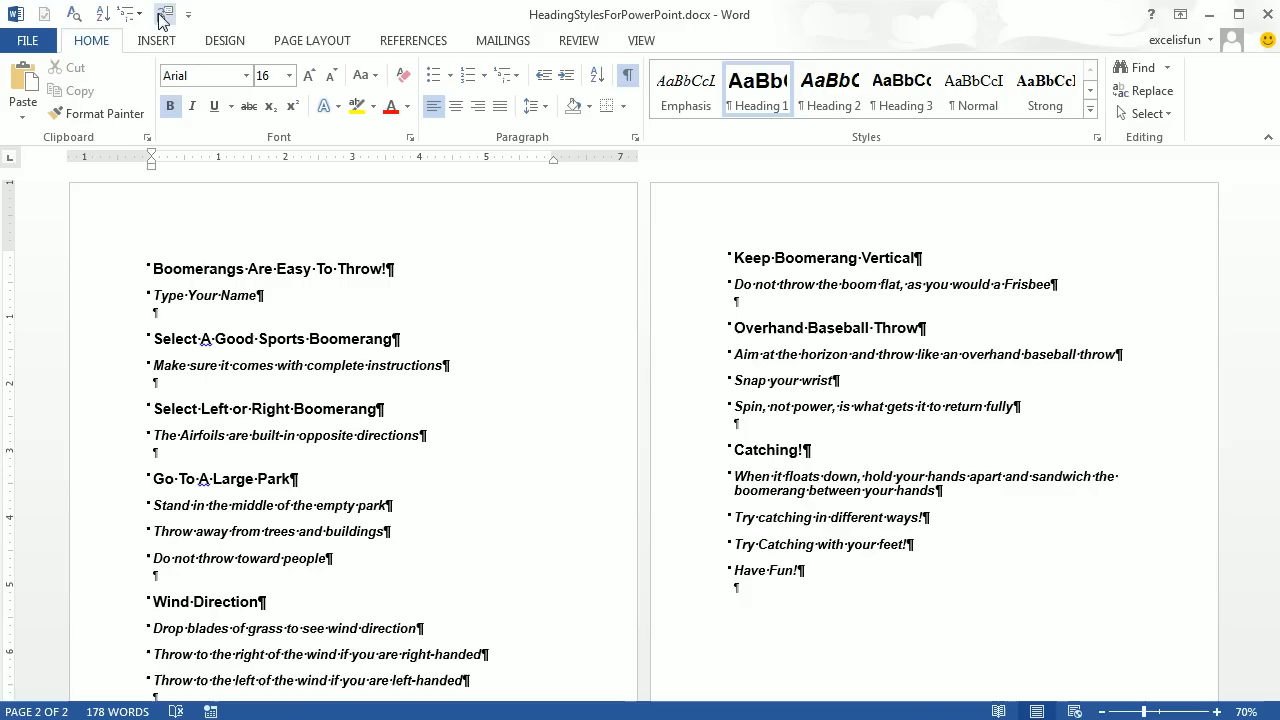 HeadingStylesForPowerPoint.docx - Word
FILE HOME INSERT DESIGN PAGE LAYOUT REFERENCES MAILINGS REVIEW VIEW excelisfun
Paste
Cut
Copy
Format Painter
Clipboard
Arial 16
Font
Paragraph
AaBbCcI Emphasis
AaBb( ¶ Heading 1
AaBbC ¶ Heading 2
AaBbCc ¶ Heading 3
AaBbCcI ¶ Normal
AaBbCcl Strong
Styles
Find
Replace
Select
Editing
1 1 2 3 4 5 7
Boomerangs·Are·Easy·To·Throw!¶
Type·Your·Name¶
¶
Select·A·Good·Sports·Boomerang¶
Make·sure·it·comes·with·complete·instructions¶
¶
Select·Left·or·Right·Boomerang¶
The·Airfoils·are·built-in·opposite·directions¶
¶
Go·To·A·Large·Park¶
Stand·in·the·middle·of·the·empty·park¶
Throw·away·from·trees·and·buildings¶
Do·not·throw·toward·people¶
¶
Wind·Direction¶
Drop·blades·of·grass·to·see·wind·direction¶
Throw·to·the·right·of·the·wind·if·you·are·right-handed¶
Throw·to·the·left·of·the·wind·if·you·are·left-handed¶
¶
Keep·Boomerang·Vertical¶
Do·not·throw·the·boom·flat,·as·you·would·a·Frisbee¶
¶
Overhand·Baseball·Throw¶
Aim·at·the·horizon·and·throw·like·an·overhand·baseball·throw¶
Snap·your·wrist¶
Spin,·not·power,·is·what·gets·it·to·return·fully¶
¶
Catching!¶
When·it·floats·down,·hold·your·hands·apart·and·sandwich·the·
boomerang·between·your·hands¶
Try·catching·in·different·ways!¶
Try·Catching·with·your·feet!¶
Have·Fun!¶
¶
PAGE 2 OF 2 178 WORDS 70%